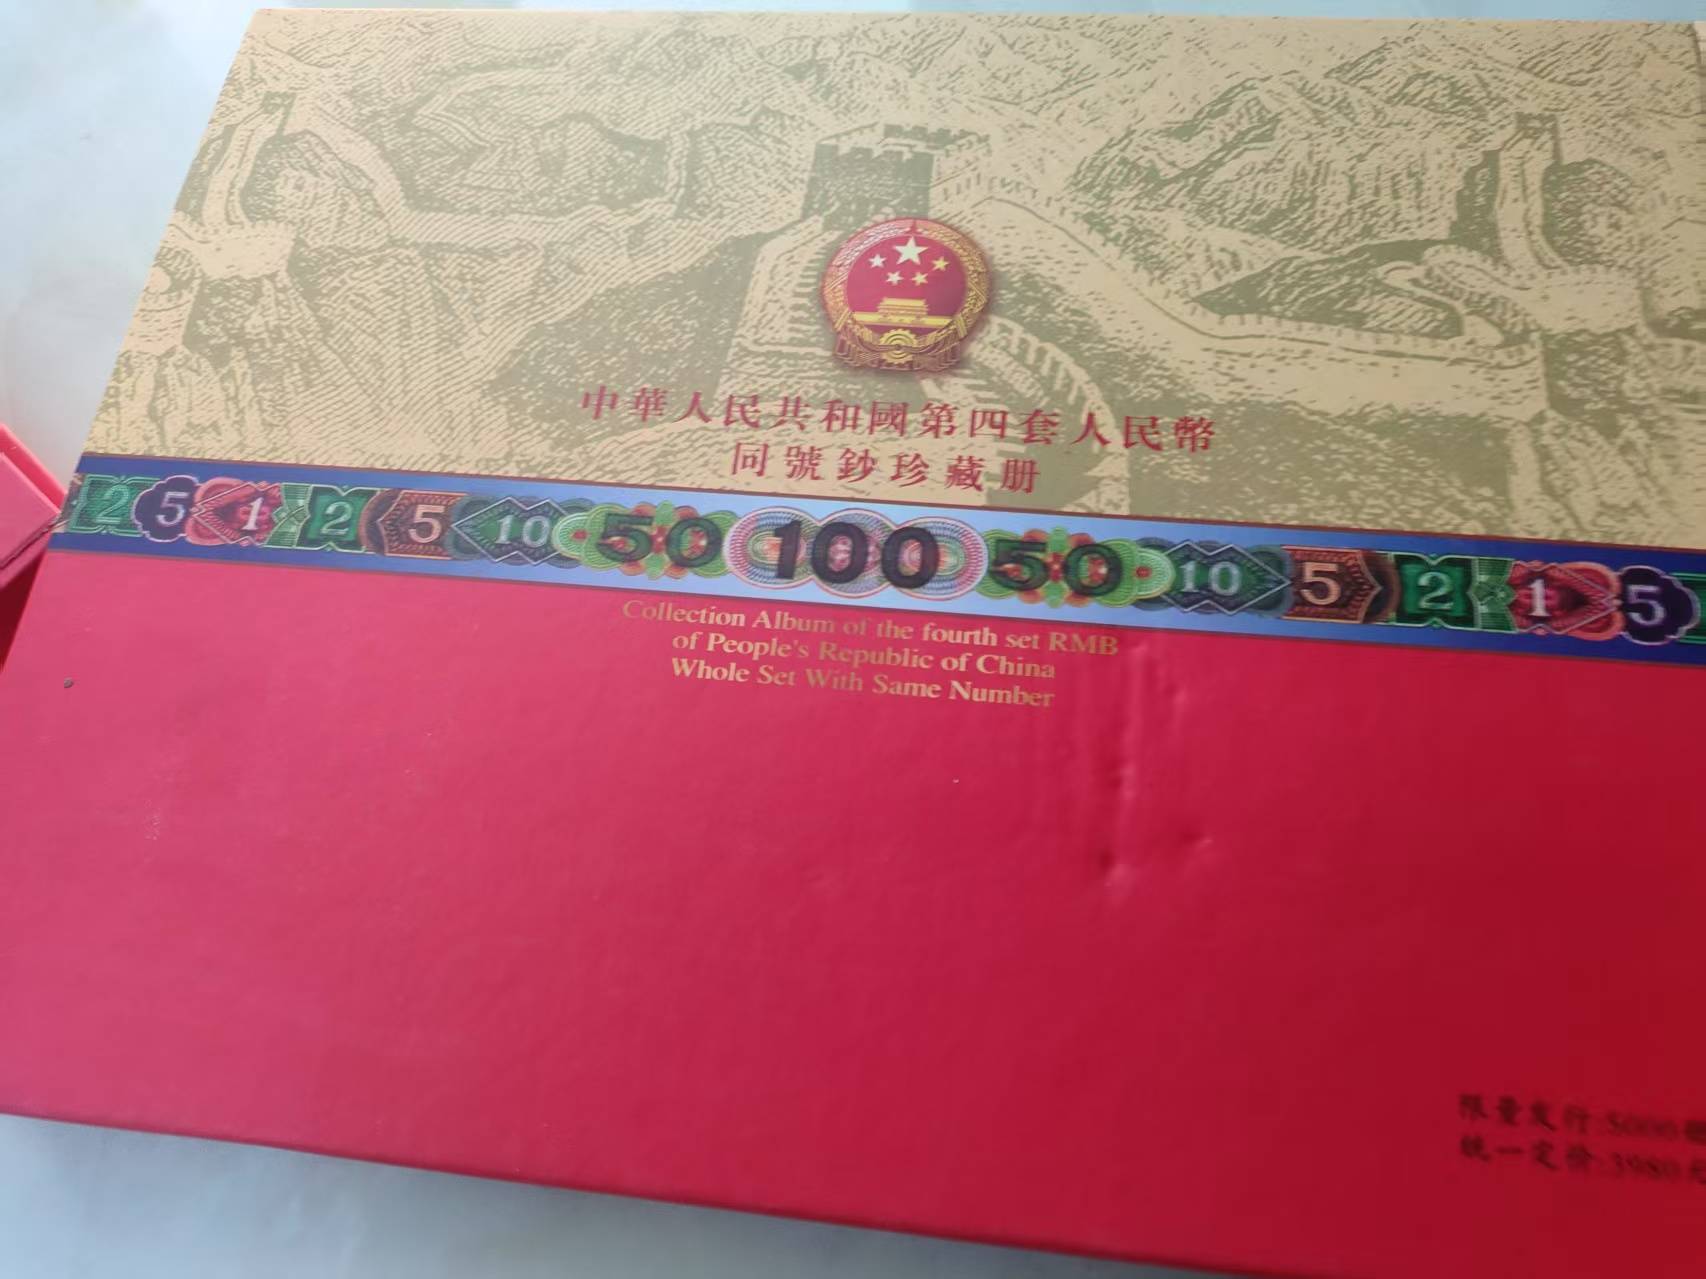 中華人民共和國第四套人民幣
同號鈔珍藏册
2 5 1 2 5 10 50 100 50 10 5 2 1 5
Collection Album of the fourth set RMB
of People's Republic of China
Whole Set With Same Number
限量发行:5000
统一定价:3980